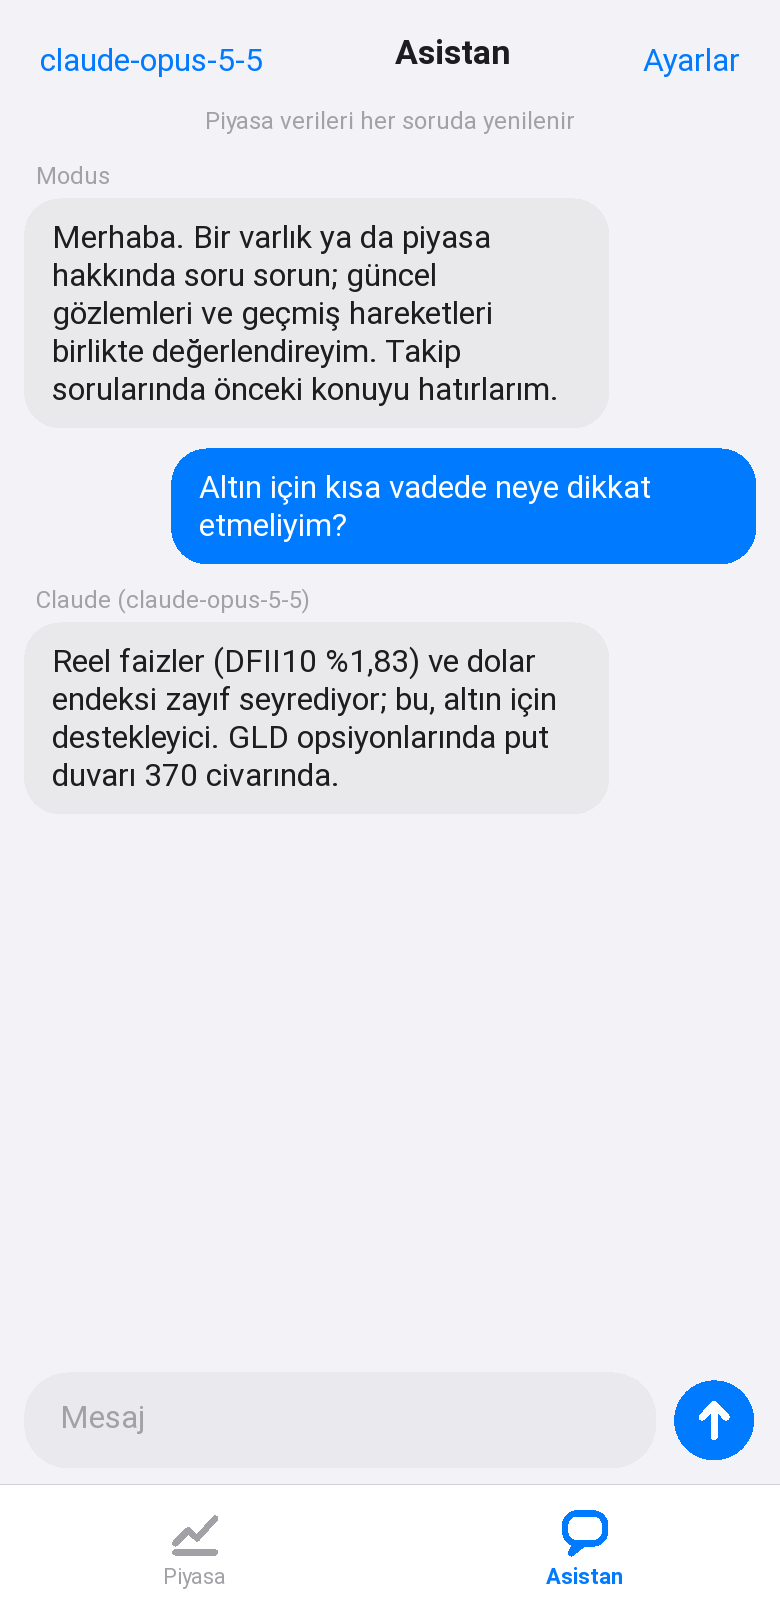 claude-opus-5-5
Asistan
Ayarlar
Piyasa verileri her soruda yenilenir
Modus
Merhaba. Bir varlık ya da piyasa
hakkında soru sorun; güncel
gözlemleri ve geçmiş hareketleri
birlikte değerlendireyim. Takip
sorularında önceki konuyu hatırlarım.
Altın için kısa vadede neye dikkat
etmeliyim?
Claude (claude-opus-5-5)
Reel faizler (DFII10 %1,83) ve dolar
endeksi zayıf seyrediyor; bu, altın için
destekleyici. GLD opsiyonlarında put
duvarı 370 civarında.
Mesaj
Piyasa
Asistan